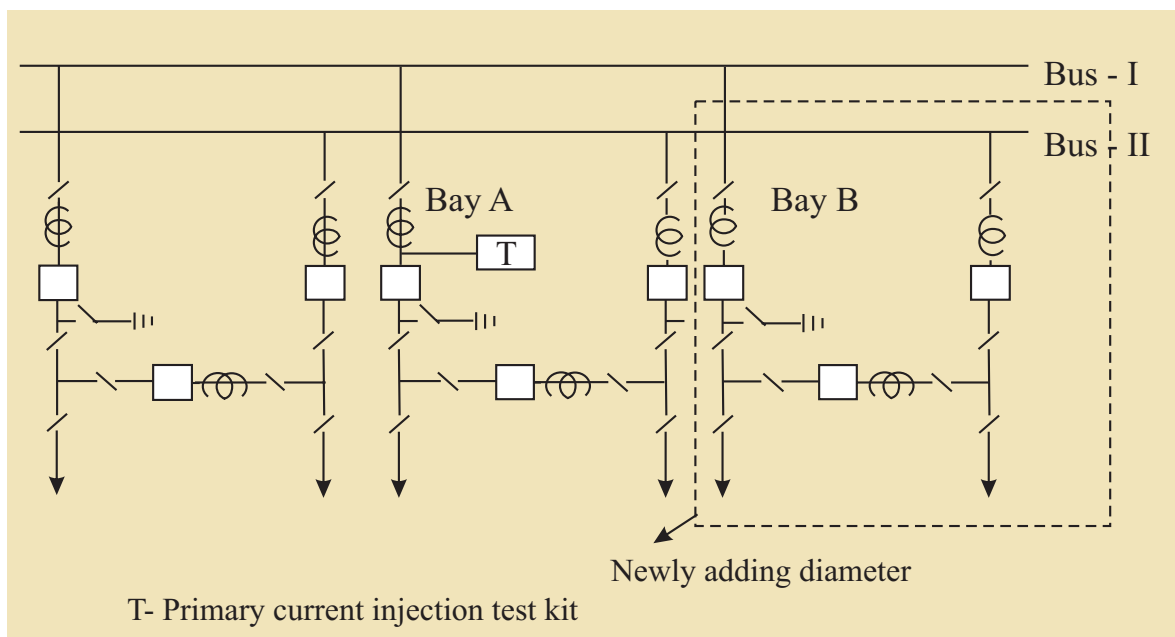 Bus - I
Bus - II
Bay A
Bay B
T
Newly adding diameter
T- Primary current injection test kit